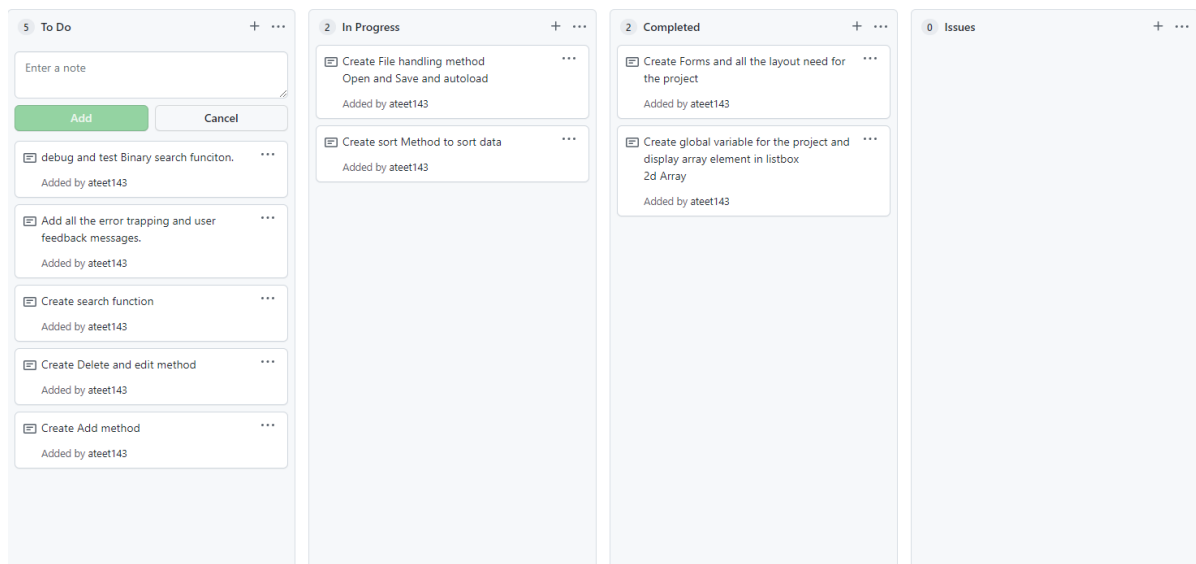 5 To Do
Enter a note
Add Cancel
debug and test Binary search funciton.
Added by ateet143
Add all the error trapping and user
feedback messages.
Added by ateet143
Create search function
Added by ateet143
Create Delete and edit method
Added by ateet143
Create Add method
Added by ateet143
2 In Progress
Create File handling method
Open and Save and autoload
Added by ateet143
Create sort Method to sort data
Added by ateet143
2 Completed
Create Forms and all the layout need for
the project
Added by ateet143
Create global variable for the project and
display array element in listbox
2d Array
Added by ateet143
0 Issues